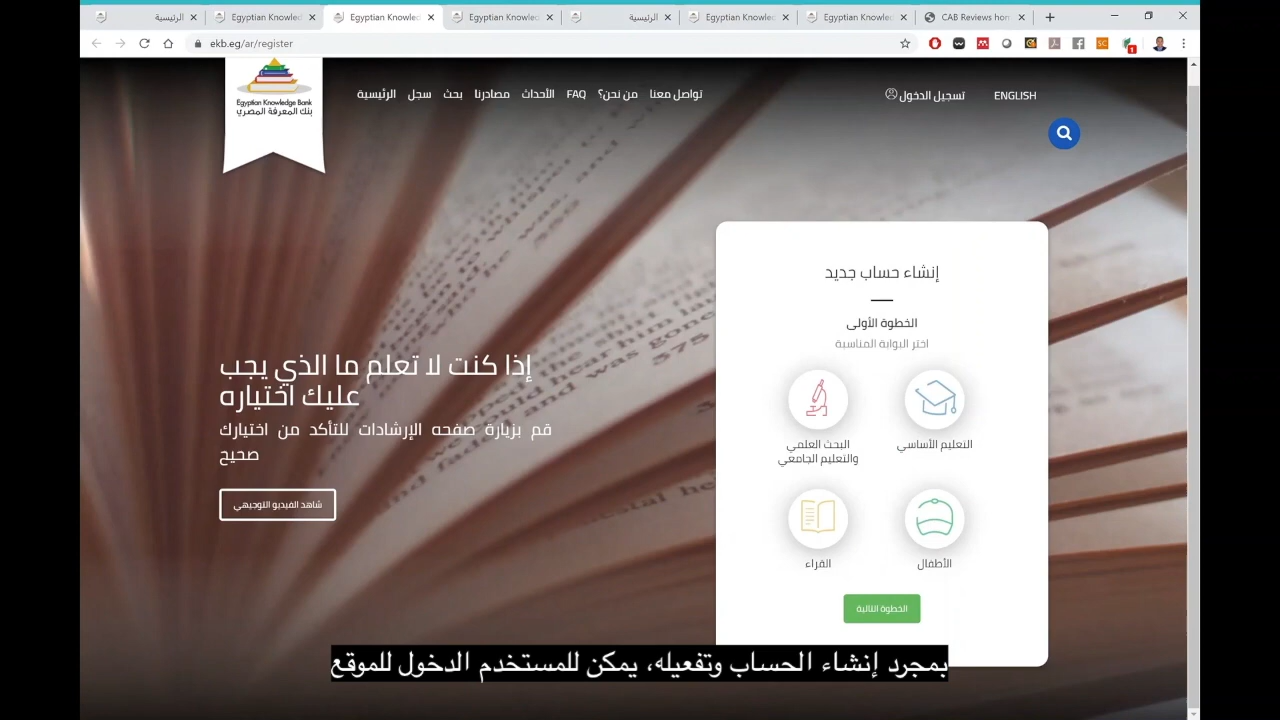 الرئيسية
Egyptian Knowled
Egyptian Knowled
Egyptian Knowled
الرئيسية
Egyptian Knowled
Egyptian Knowled
CAB Reviews hom
ekb.eg/ar/register
Egyptian Knowledge Bank
بنك المعرفة المصري
الرئيسية سجل بحث مصادرنا الأحداث FAQ من نحن؟ تواصل معنا
تسجيل الدخول
ENGLISH
إنشاء حساب جديد
الخطوة الأولى
اختر البوابة المناسبة
التعليم الأساسي
البحث العلمي
والتعليم الجامعي
الأطفال
القراء
الخطوة التالية
إذا كنت لا تعلم ما الذي يجب
عليك اختياره
قم بزيارة صفحه الإرشادات للتأكد من اختيارك
صحيح
شاهد الفيديو التوجيهي
بمجرد إنشاء الحساب وتفعيله، يمكن للمستخدم الدخول للموقع